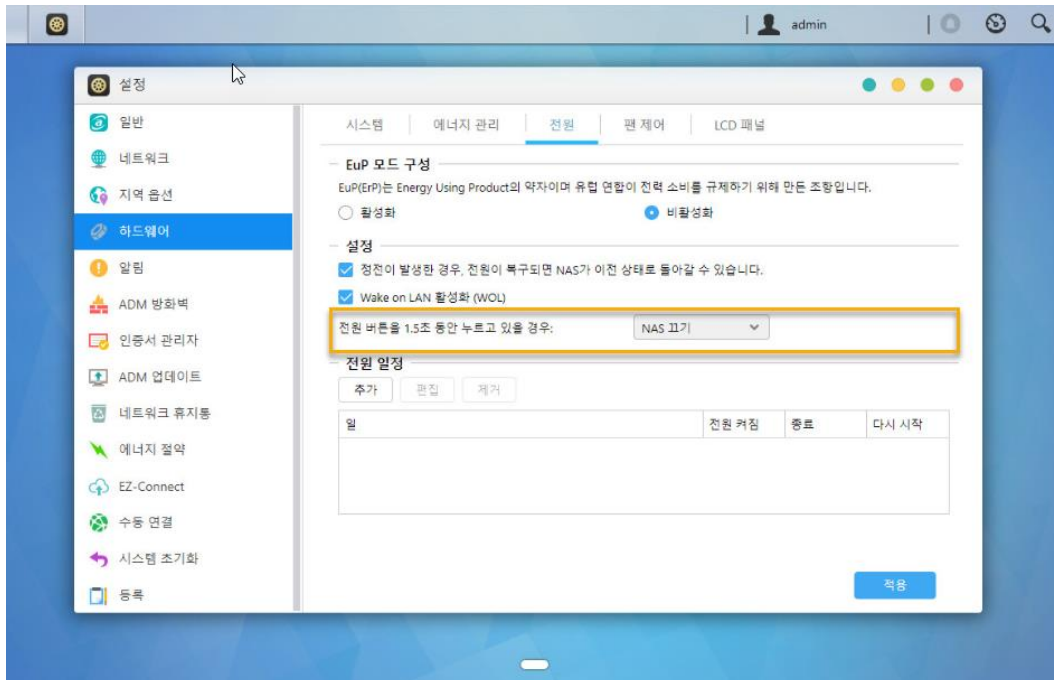 admin
설정
일반
네트워크
지역 옵션
하드웨어
알림
ADM 방화벽
인증서 관리자
ADM 업데이트
네트워크 휴지통
에너지 절약
EZ-Connect
수동 연결
시스템 초기화
등록
시스템 에너지 관리 전원 팬 제어 LCD 패널
EuP 모드 구성
EuP(ErP)는 Energy Using Product의 약자이며 유럽 연합이 전력 소비를 규제하기 위해 만든 조항입니다.
활성화 비활성화
설정
정전이 발생한 경우, 전원이 복구되면 NAS가 이전 상태로 돌아갈 수 있습니다.
Wake on LAN 활성화 (WOL)
전원 버튼을 1.5초 동안 누르고 있을 경우: NAS 끄기
전원 일정
추가 편집 제거
일 전원 켜짐 종료 다시 시작
적용